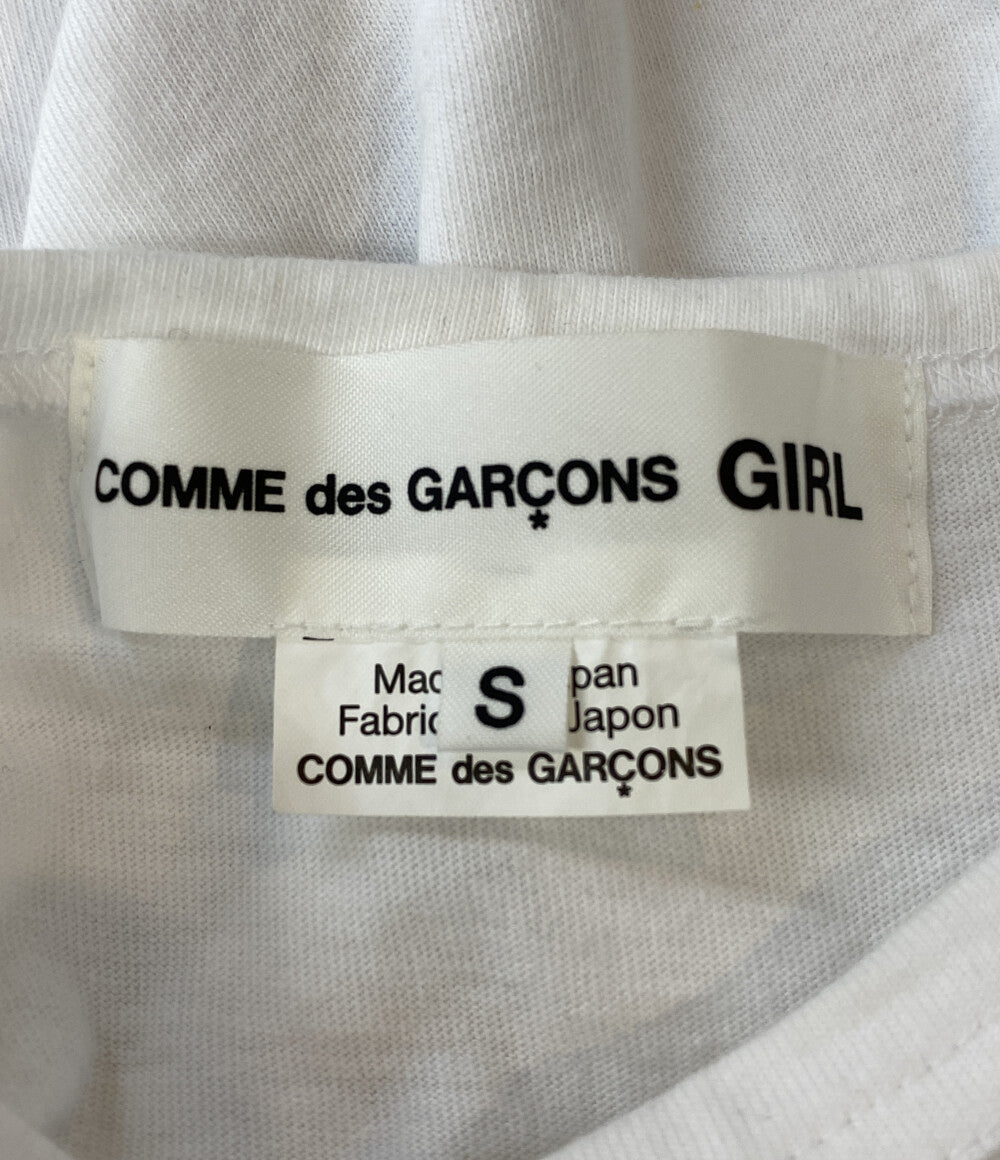 COMME des GARÇONS GIRL
S
Mac pan
Fabric Japon
COMME des GARÇONS